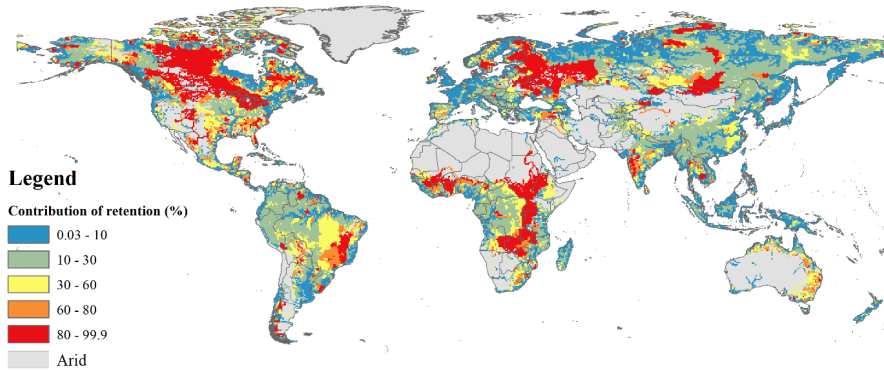 Legend
Contribution of retention (%)
0.03 - 10
10 - 30
30 - 60
60 - 80
80 - 99.9
Arid